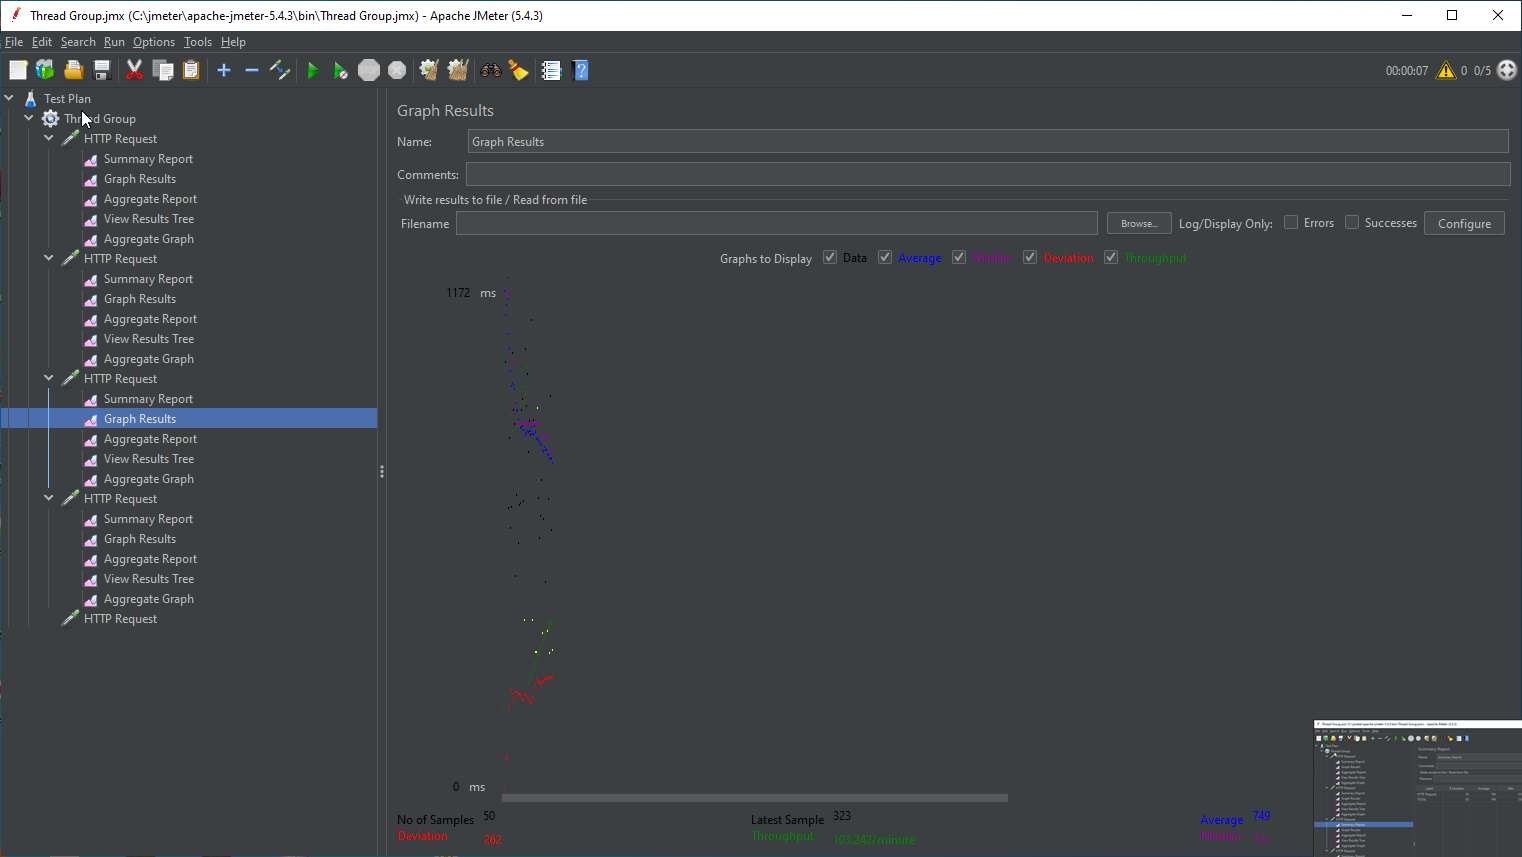 Thread Group.jmx (C:\jmeter\apache-jmeter-5.4.3\bin\Thread Group.jmx) - Apache JMeter (5.4.3)
File Edit Search Run Options Tools Help
00:00:07 0 0/5
Test Plan
Thread Group
HTTP Request
Summary Report
Graph Results
Aggregate Report
View Results Tree
Aggregate Graph
HTTP Request
Summary Report
Graph Results
Aggregate Report
View Results Tree
Aggregate Graph
HTTP Request
Summary Report
Graph Results
Aggregate Report
View Results Tree
Aggregate Graph
HTTP Request
Summary Report
Graph Results
Aggregate Report
View Results Tree
Aggregate Graph
HTTP Request
Graph Results
Name: Graph Results
Comments:
Write results to file / Read from file
Filename Browse... Log/Display Only: Errors Successes Configure
Graphs to Display Data Average Median Deviation Throughput
1172 ms
0 ms
No of Samples 50 Latest Sample 323 Average 749
Deviation 262 Throughput 103.242/minute Median